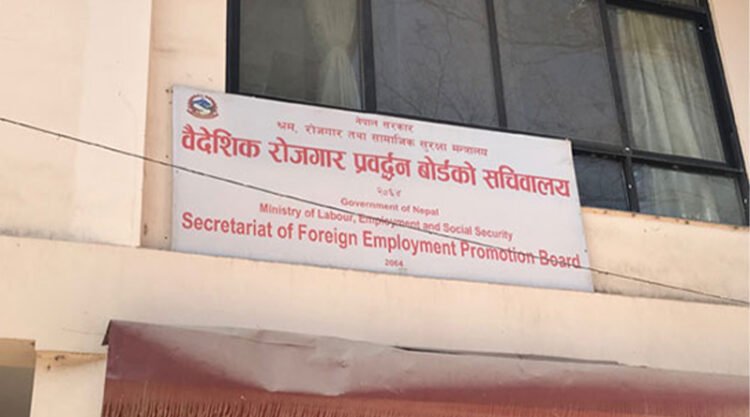 नेपाल सरकार
श्रम, रोजगार तथा सामाजिक सुरक्षा मन्त्रालय
वैदेशिक रोजगार प्रवर्द्धन बोर्डको सचिवालय
२०६४
Government of Nepal
Ministry of Labour, Employment and Social Security
Secretariat of Foreign Employment Promotion Board
2064